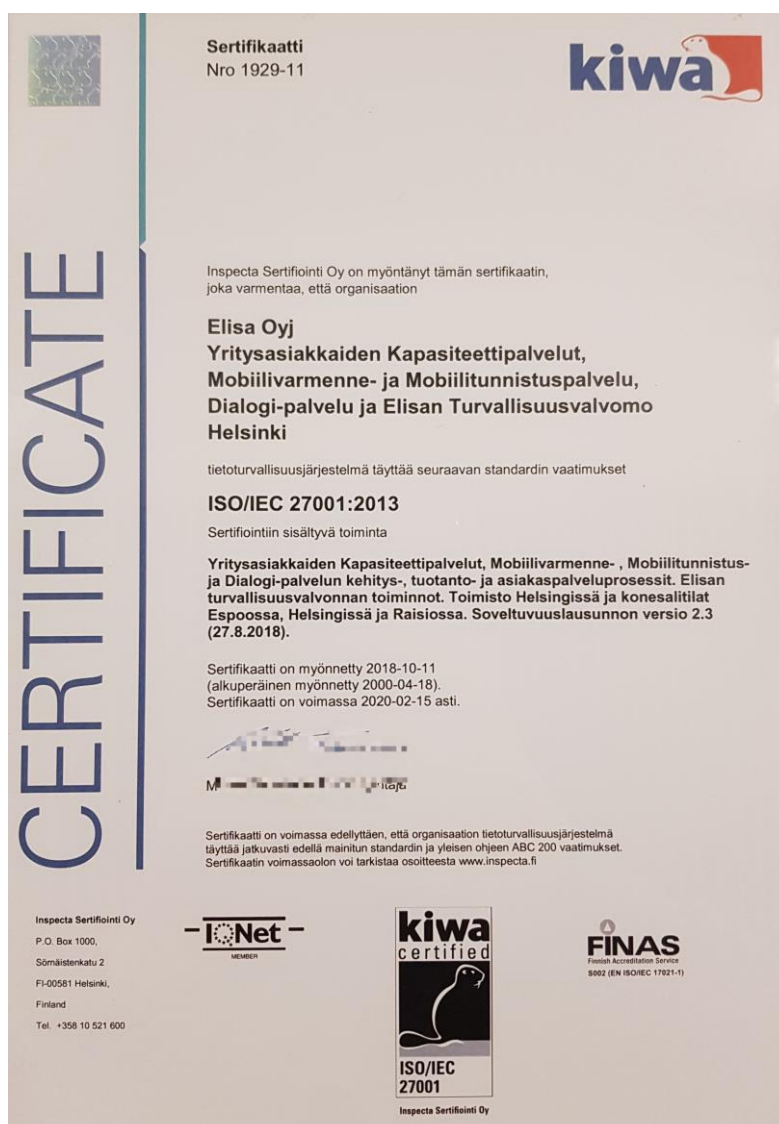 Sertifikaatti
Nro 1929-11
kiwa
CERTIFICATE
Inspecta Sertifiointi Oy on myöntänyt tämän sertifikaatin,
joka varmentaa, että organisaation
Elisa Oyj
Yritysasiakkaiden Kapasiteettipalvelut,
Mobiilivarmenne- ja Mobiilitunnistuspalvelu,
Dialogi-palvelu ja Elisan Turvallisuusvalvomo
Helsinki
tietoturvallisuusjärjestelmä täyttää seuraavan standardin vaatimukset
ISO/IEC 27001:2013
Sertifiointiin sisältyvä toiminta
Yritysasiakkaiden Kapasiteettipalvelut, Mobiilivarmenne- , Mobiilitunnistus-
ja Dialogi-palvelun kehitys-, tuotanto- ja asiakaspalveluprosessit. Elisan
turvallisuusvalvonnan toiminnot. Toimisto Helsingissä ja konesalitilat
Espoossa, Helsingissä ja Raisiossa. Soveltuvuuslausunnon versio 2.3
(27.8.2018).
Sertifikaatti on myönnetty 2018-10-11
(alkuperäinen myönnetty 2000-04-18).
Sertifikaatti on voimassa 2020-02-15 asti.
Sertifikaatti on voimassa edellyttäen, että organisaation tietoturvallisuusjärjestelmä
täyttää jatkuvasti edellä mainitun standardin ja yleisen ohjeen ABC 200 vaatimukset.
Sertifikaatin voimassaolon voi tarkistaa osoitteesta www.inspecta.fi
Inspecta Sertifiointi Oy
P.O. Box 1000,
Sörnäistenkatu 2
FI-00581 Helsinki,
Finland
Tel. +358 10 521 600
IQNet
MEMBER
kiwa
certified
ISO/IEC
27001
Inspecta Sertifiointi Oy
FINAS
Finnish Accreditation Service
S002 (EN ISO/IEC 17021-1)